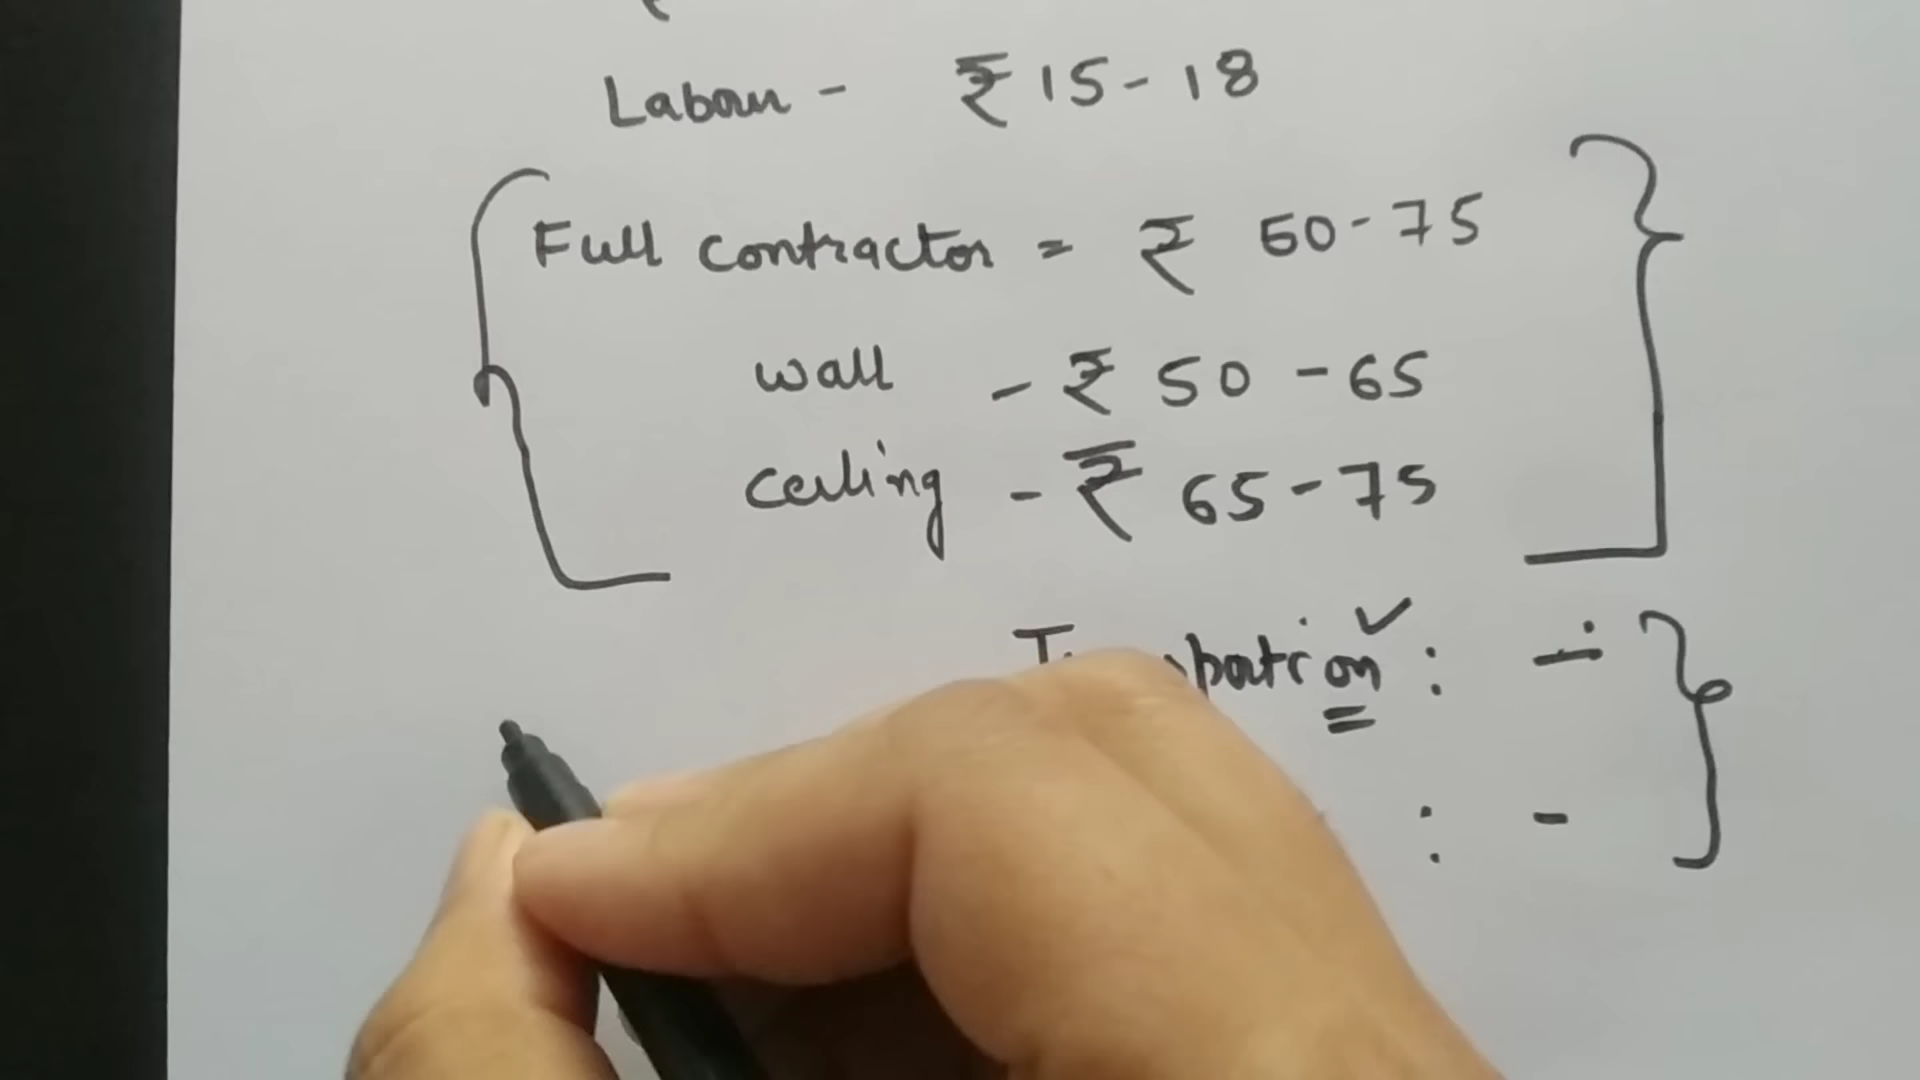 Labour - ₹ 15-18
Full contractor = ₹ 50-75
wall - ₹ 50-65
ceiling - ₹ 65-75
: -
: -